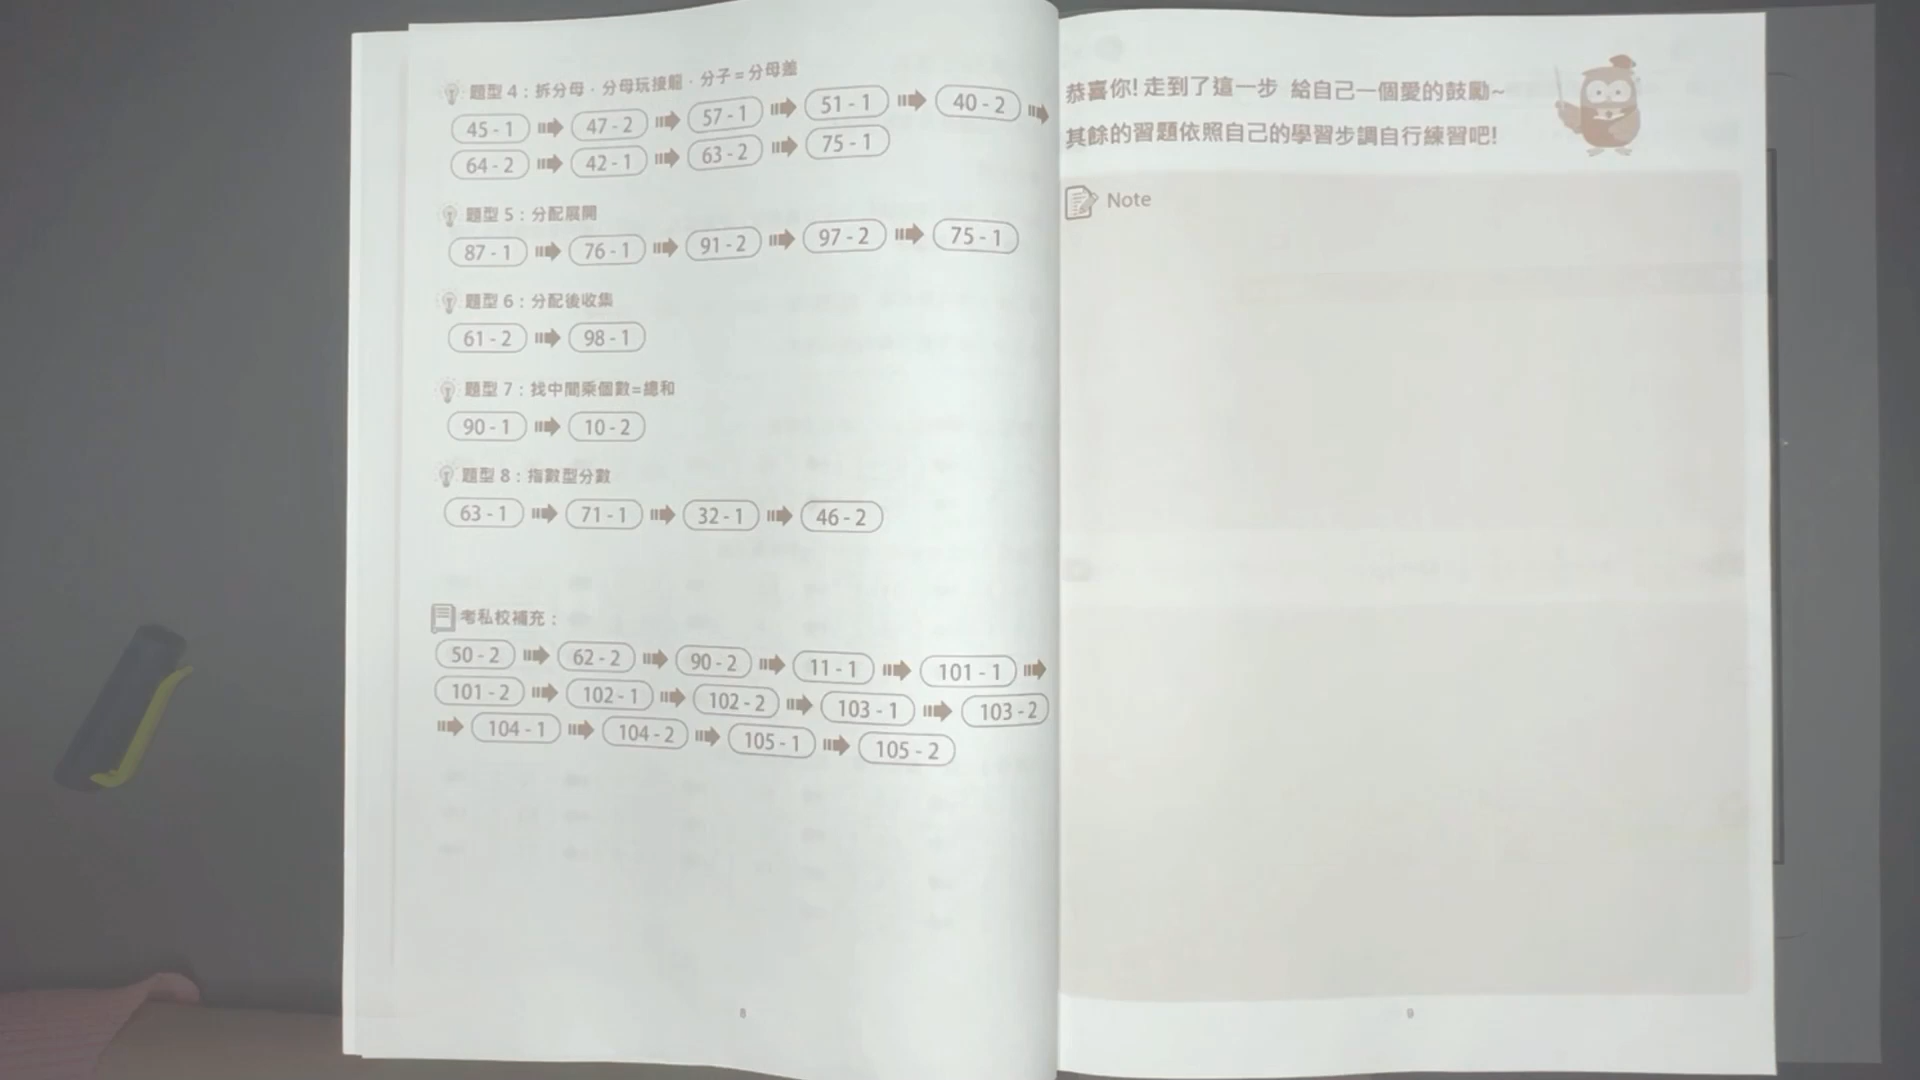 題型 4：拆分母．分母玩接龍．分子=分母差
45 - 1 47 - 2 57 - 1 51 - 1 40 - 2
64 - 2 42 - 1 63 - 2 75 - 1
題型 5：分配展開
87 - 1 76 - 1 91 - 2 97 - 2 75 - 1
題型 6：分配後收集
61 - 2 98 - 1
題型 7：找中間乘個數=總和
90 - 1 10 - 2
題型 8：指數型分數
63 - 1 71 - 1 32 - 1 46 - 2
考私校補充：
50 - 2 62 - 2 90 - 2 11 - 1 101 - 1
101 - 2 102 - 1 102 - 2 103 - 1 103 - 2
104 - 1 104 - 2 105 - 1 105 - 2
8
恭喜你! 走到了這一步 給自己一個愛的鼓勵~
其餘的習題依照自己的學習步調自行練習吧!
Note
9